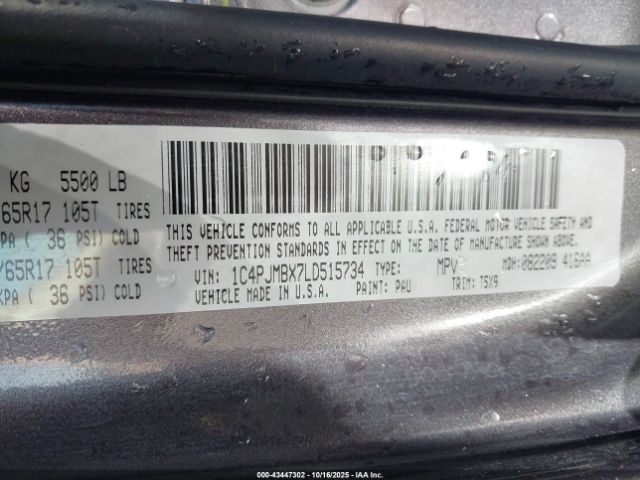 KG 5500 LB
65R17 105T TIRES
PA ( 36 PSI) COLD
/65R17 105T TIRES
KPA ( 36 PSI) COLD
THIS VEHICLE CONFORMS TO ALL APPLICABLE U.S.A. FEDERAL MOTOR VEHICLE SAFETY AND
THEFT PREVENTION STANDARDS IN EFFECT ON THE DATE OF MANUFACTURE SHOWN ABOVE.
VIN: 1C4PJMBX7LD515734 TYPE: MPV MDH: 082209 416AA
VEHICLE MADE IN U.S.A. PAINT: PAU TRIM: T5X9
000-43447302 | 10/16/2025 | IAA Inc.